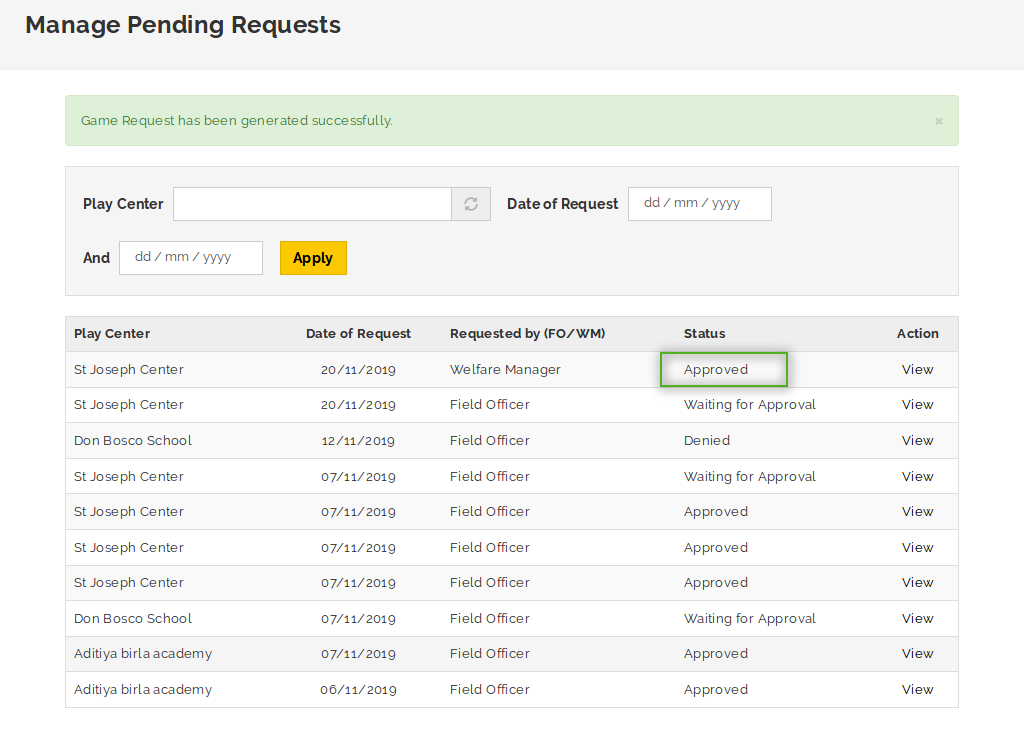 Manage Pending Requests
Game Request has been generated successfully. ×
Play Center Date of Request dd / mm / yyyy
And dd / mm / yyyy Apply
Play Center Date of Request Requested by (FO/WM) Status Action
St Joseph Center 20/11/2019 Welfare Manager Approved View
St Joseph Center 20/11/2019 Field Officer Waiting for Approval View
Don Bosco School 12/11/2019 Field Officer Denied View
St Joseph Center 07/11/2019 Field Officer Waiting for Approval View
St Joseph Center 07/11/2019 Field Officer Approved View
St Joseph Center 07/11/2019 Field Officer Approved View
St Joseph Center 07/11/2019 Field Officer Approved View
Don Bosco School 07/11/2019 Field Officer Waiting for Approval View
Aditiya birla academy 07/11/2019 Field Officer Approved View
Aditiya birla academy 06/11/2019 Field Officer Approved View